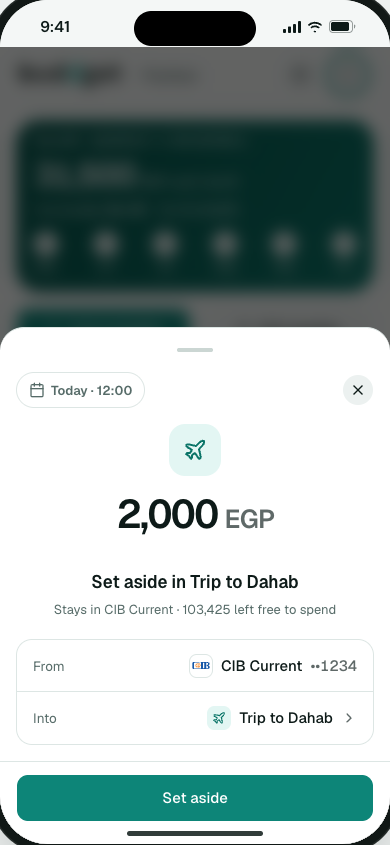 9:41
Today · 12:00
2,000 EGP
Set aside in Trip to Dahab
Stays in CIB Current · 103,425 left free to spend
From CIB CIB Current ••1234
Into Trip to Dahab
Set aside